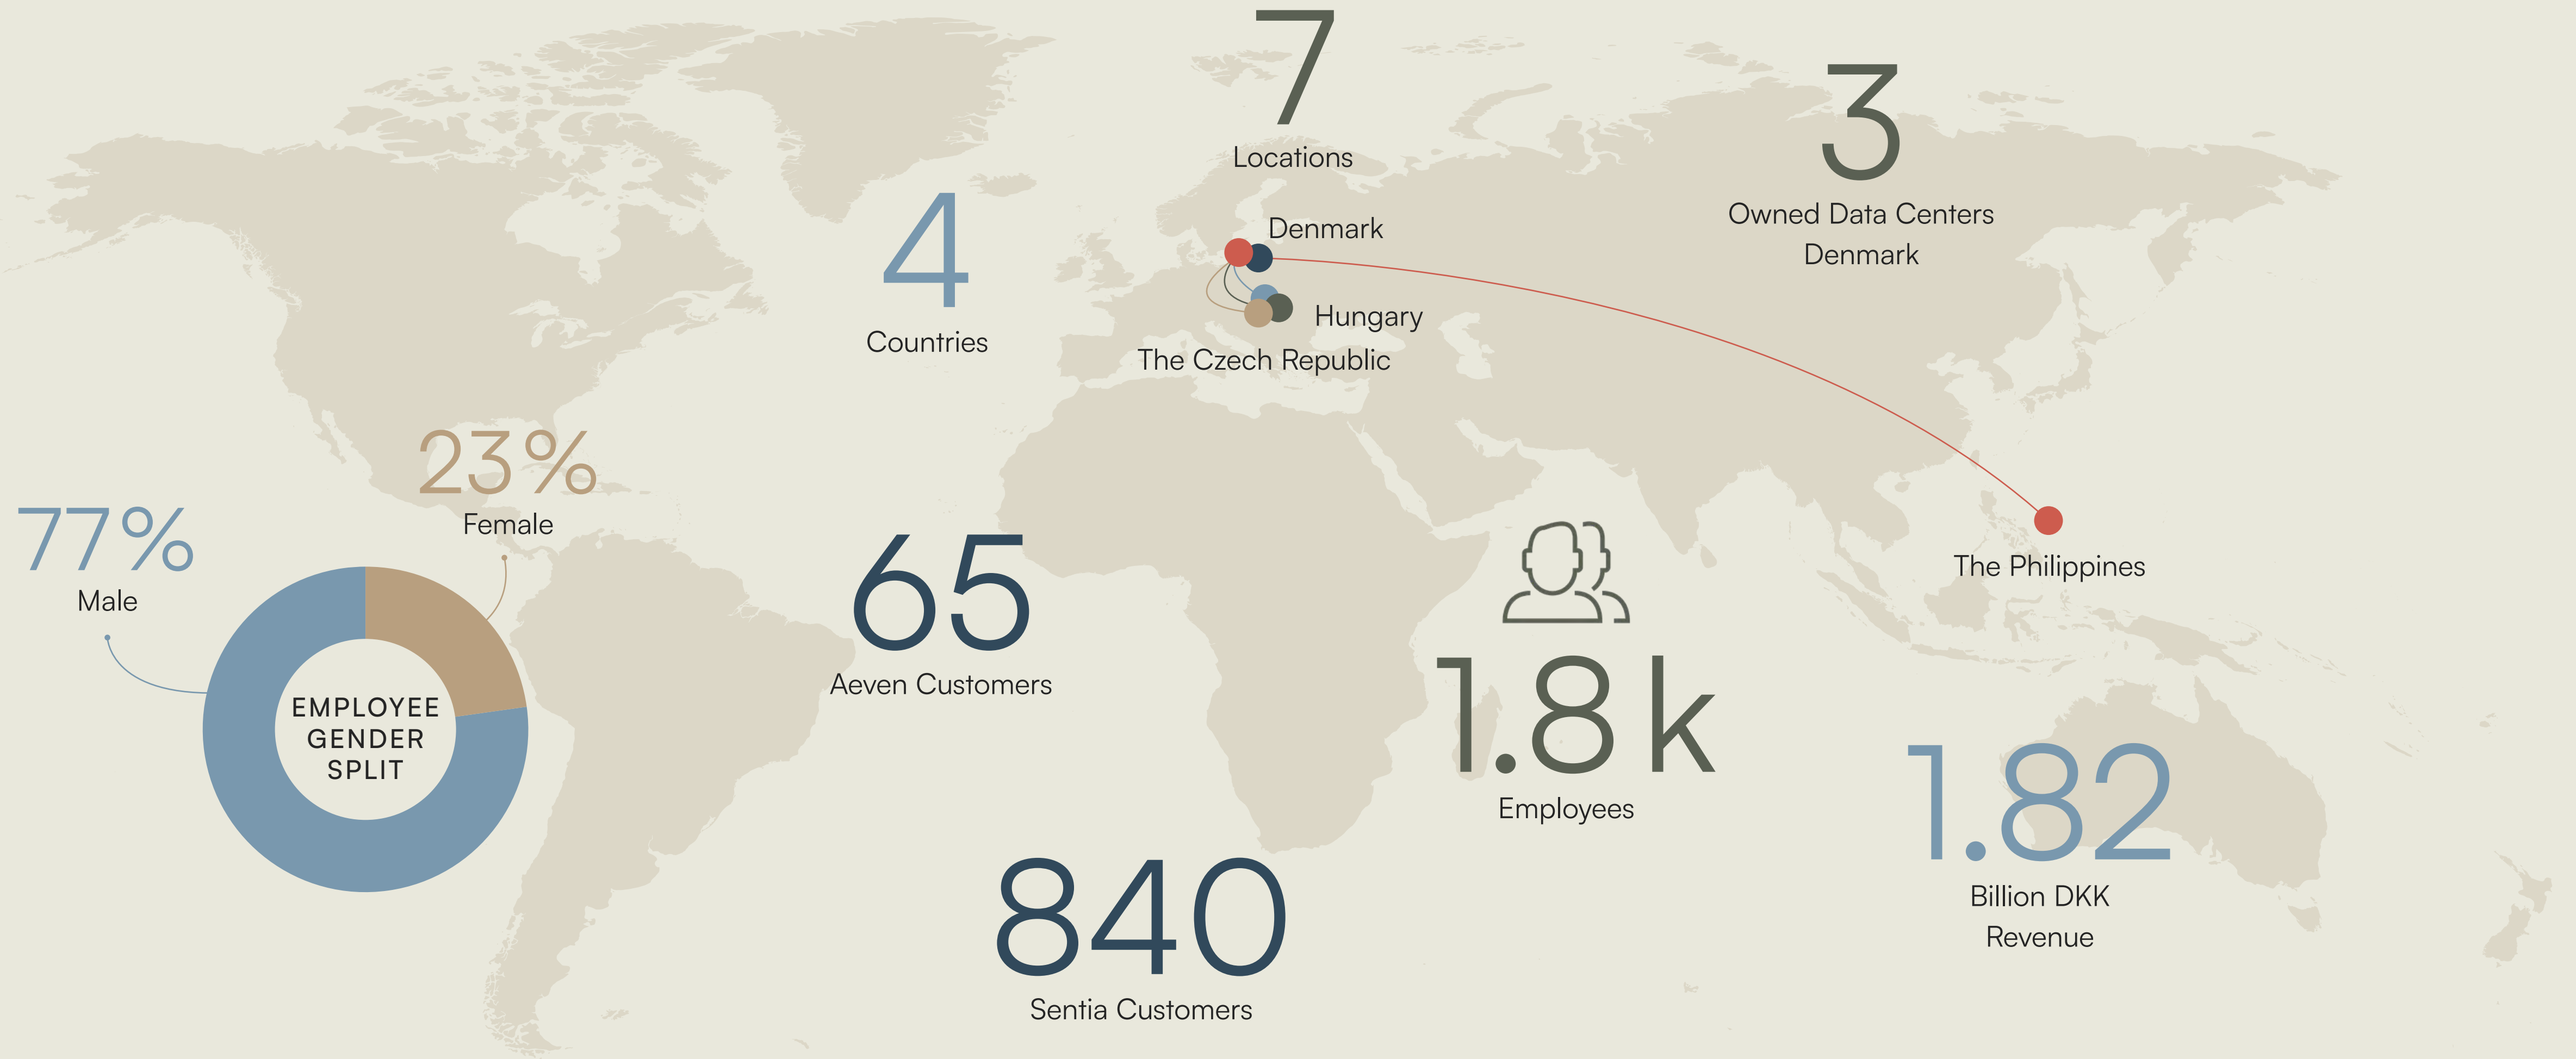 7
Locations
3
Owned Data Centers
Denmark
4
Countries
Denmark
Hungary
The Czech Republic
The Philippines
23%
Female
77%
Male
EMPLOYEE
GENDER
SPLIT
65
Aeven Customers
1.8 k
Employees
1.82
Billion DKK
Revenue
840
Sentia Customers